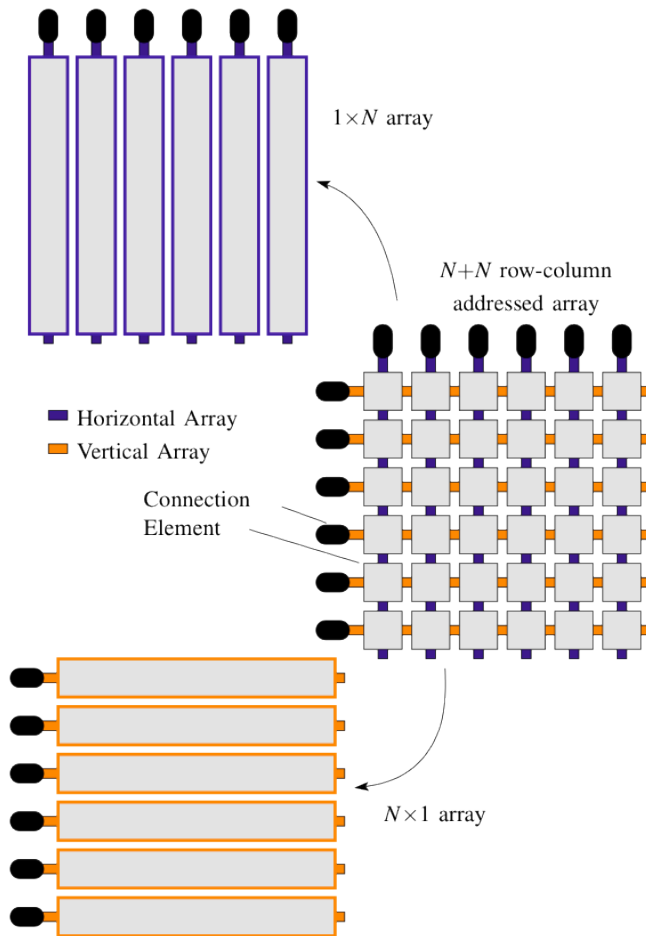 1×N array
N+N row-column
addressed array
Horizontal Array
Vertical Array
Connection
Element
N×1 array